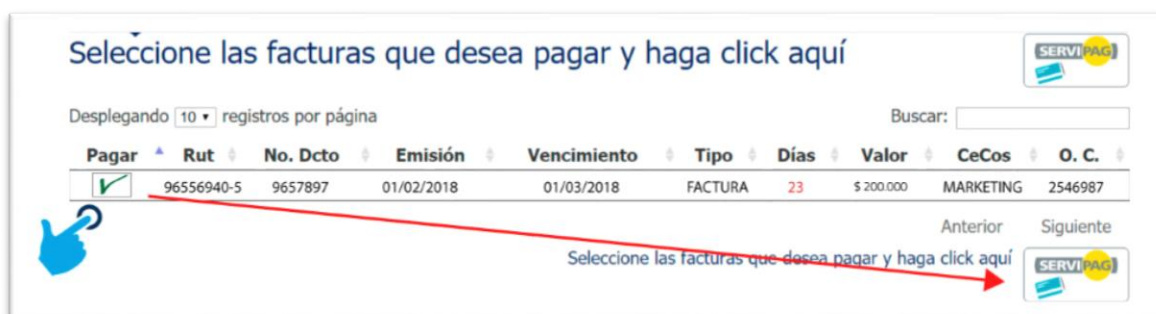 Seleccione las facturas que desea pagar y haga click aquí SERVIPAG
Desplegando 10 registros por página Buscar:
Pagar Rut No. Dcto Emisión Vencimiento Tipo Días Valor CeCos O. C.
96556940-5 9657897 01/02/2018 01/03/2018 FACTURA 23 $ 200.000 MARKETING 2546987
Anterior Siguiente
Seleccione las facturas que desea pagar y haga click aquí SERVIPAG